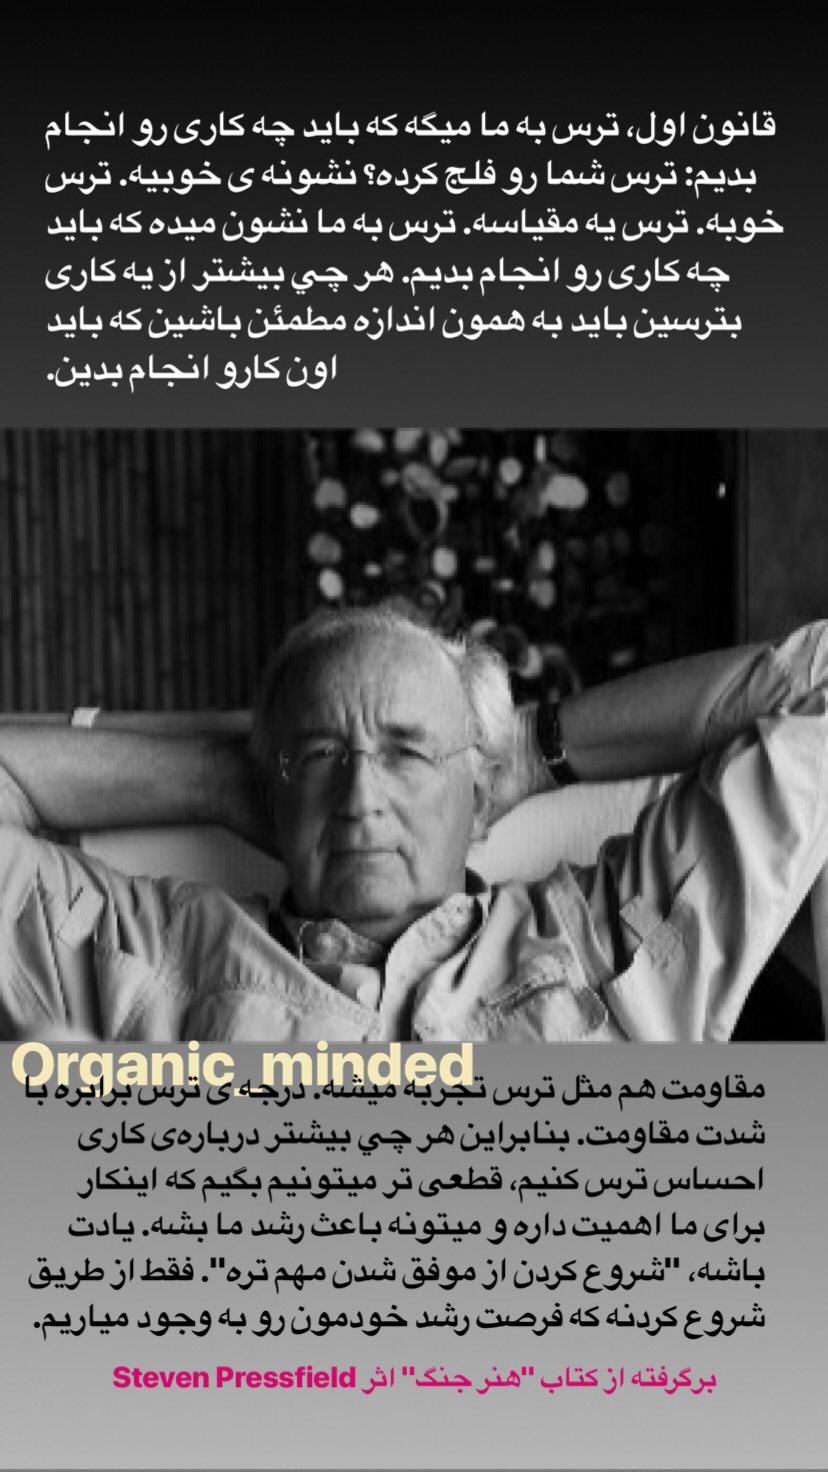 قانون اول، ترس به ما میگه که باید چه کاری رو انجام
بدیم: ترس شما رو فلج کرده؟ نشونه ی خوبیه. ترس
خوبه. ترس یه مقیاسه. ترس به ما نشون میده که باید
چه کاری رو انجام بدیم. هر چي بیشتر از یه کاری
بترسین باید به همون اندازه مطمئن باشین که باید
اون کارو انجام بدین.
Organic_minded
مقاومت هم مثل ترس تجربه میشه. درجه ی ترس برابره با
شدت مقاومت. بنابراین هر چي بیشتر درباره‌ی کاری
احساس ترس کنیم، قطعی تر میتونیم بگیم که اینکار
برای ما اهمیت داره و میتونه باعث رشد ما بشه. یادت
باشه، "شروع کردن از موفق شدن مهم تره". فقط از طریق
شروع کردنه که فرصت رشد خودمون رو به وجود میاریم.
برگرفته از کتاب "هنر جنگ" اثر Steven Pressfield